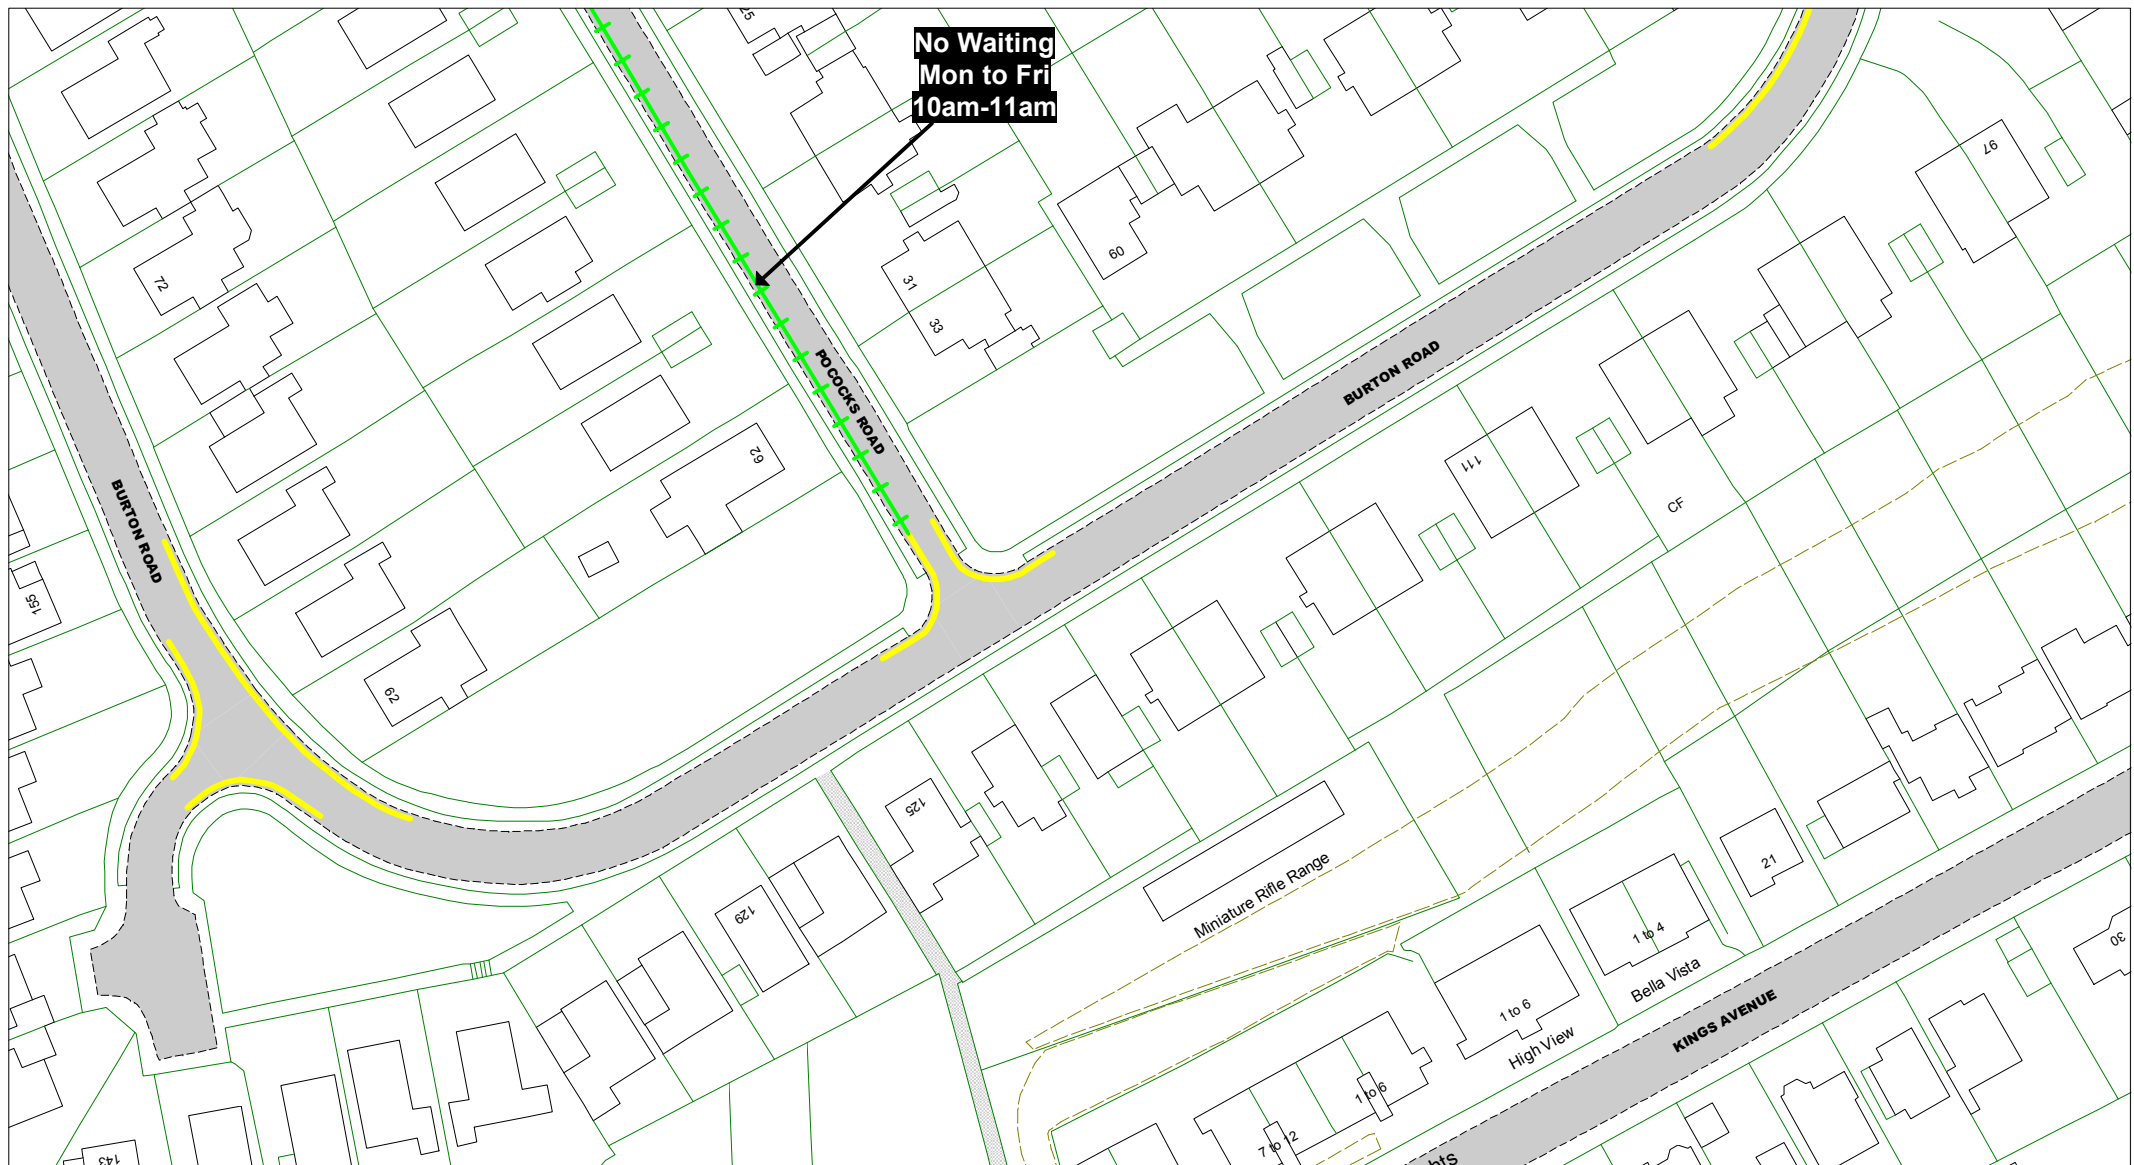 25
No Waiting
Mon to Fri
10am-11am
97
60
72
31
33
POCOCKS ROAD
BURTON ROAD
62
111
CF
BURTON ROAD
155
62
125
Miniature Rifle Range
21
129
1 to 4
30
Bella Vista
1 to 6
KINGS AVENUE
High View
1 to 6
7 to 12
143